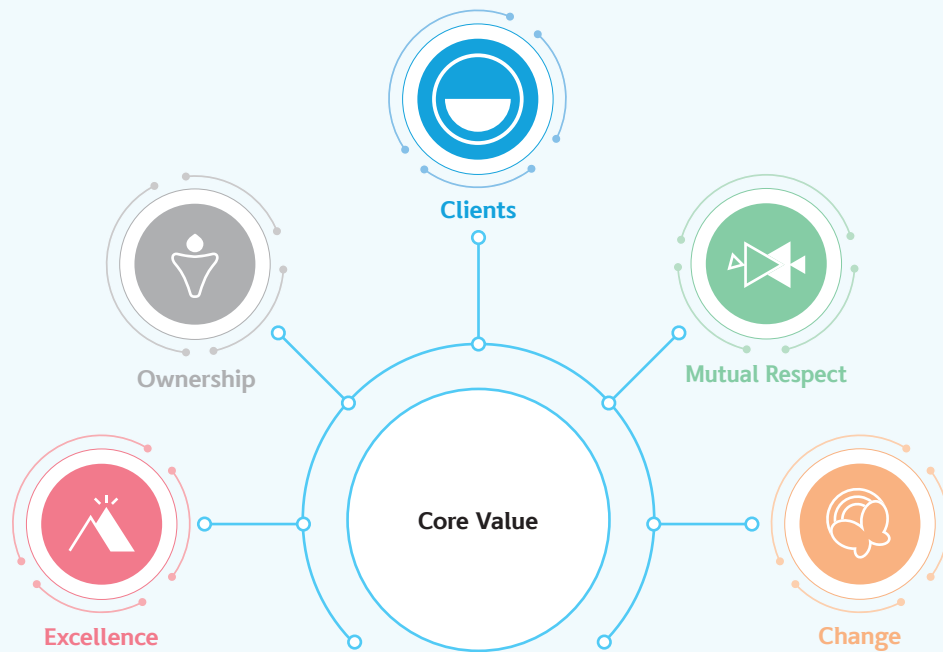 Clients
Ownership
Mutual Respect
Core Value
Excellence
Change